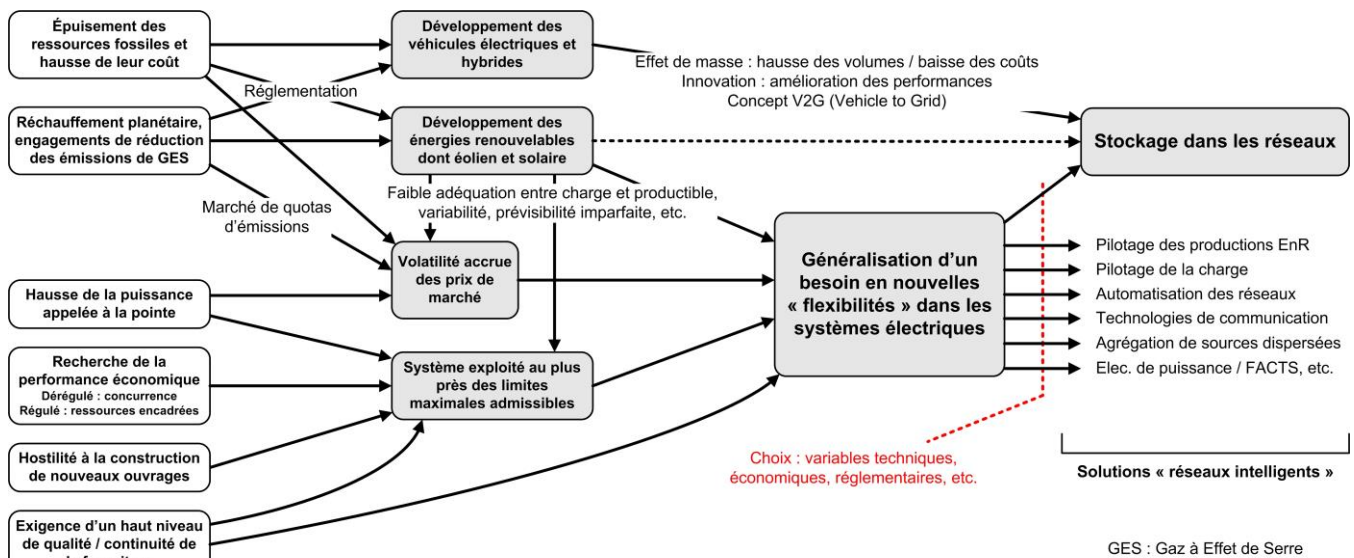 Épuisement des
ressources fossiles et
hausse de leur coût
Développement des
véhicules électriques et
hybrides
Effet de masse : hausse des volumes / baisse des coûts
Innovation : amélioration des performances
Concept V2G (Vehicle to Grid)
Réglementation
Réchauffement planétaire,
engagements de réduction
des émissions de GES
Développement des
énergies renouvelables
dont éolien et solaire
Stockage dans les réseaux
Marché de quotas
d'émissions
Faible adéquation entre charge et productible,
variabilité, prévisibilité imparfaite, etc.
Volatilité accrue
des prix de
marché
Généralisation d'un
besoin en nouvelles
« flexibilités » dans les
systèmes électriques
Pilotage des productions EnR
Pilotage de la charge
Automatisation des réseaux
Technologies de communication
Agrégation de sources dispersées
Elec. de puissance / FACTS, etc.
Hausse de la puissance
appelée à la pointe
Recherche de la
performance économique
Dérégulé : concurrence
Régulé : ressources encadrées
Système exploité au plus
près des limites
maximales admissibles
Hostilité à la construction
de nouveaux ouvrages
Choix : variables techniques,
économiques, réglementaires, etc.
Solutions « réseaux intelligents »
Exigence d'un haut niveau
de qualité / continuité de
GES : Gaz à Effet de Serre